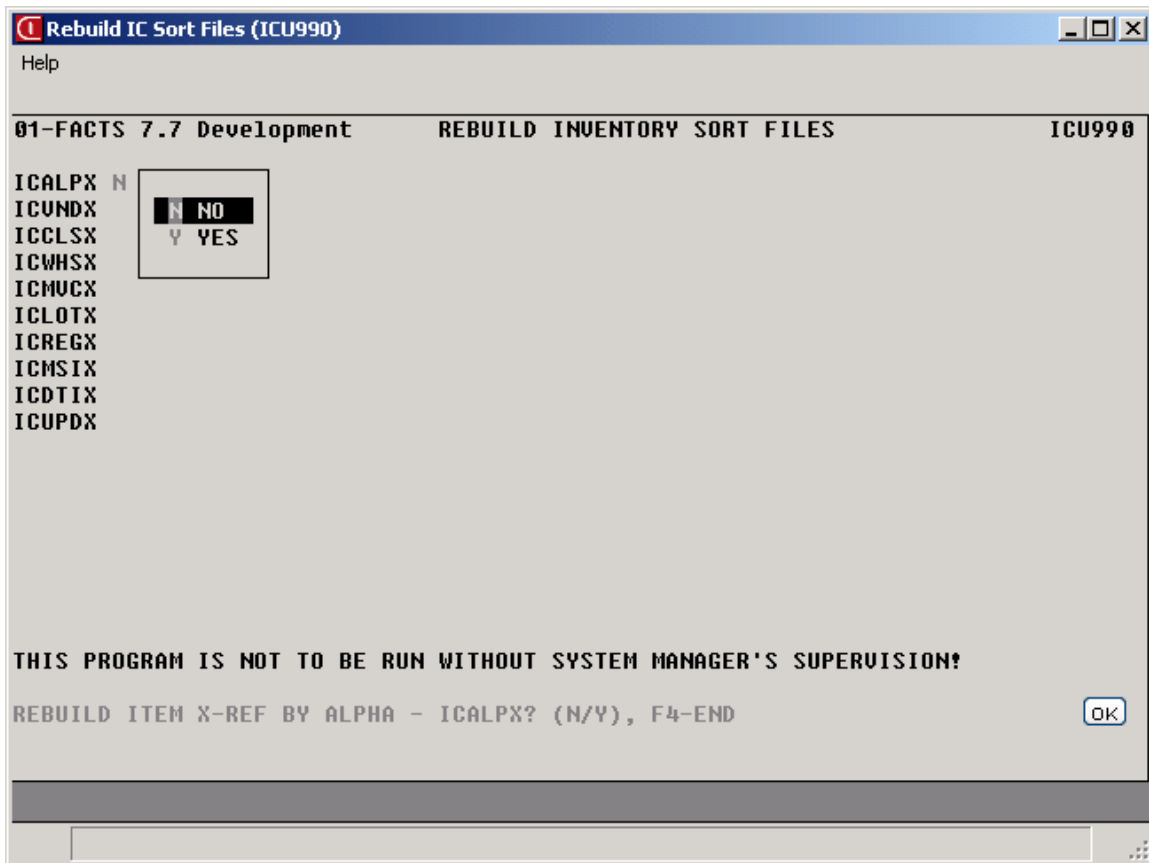 Rebuild IC Sort Files (ICU990)
Help
01-FACTS 7.7 Development REBUILD INVENTORY SORT FILES ICU990
ICALPX N
ICVNDX N NO
ICCLSX Y YES
ICWHSX
ICMVCX
ICLOTX
ICREGX
ICMSIX
ICDTIX
ICUPDX
THIS PROGRAM IS NOT TO BE RUN WITHOUT SYSTEM MANAGER'S SUPERVISION!
REBUILD ITEM X-REF BY ALPHA - ICALPX? (N/Y), F4-END OK